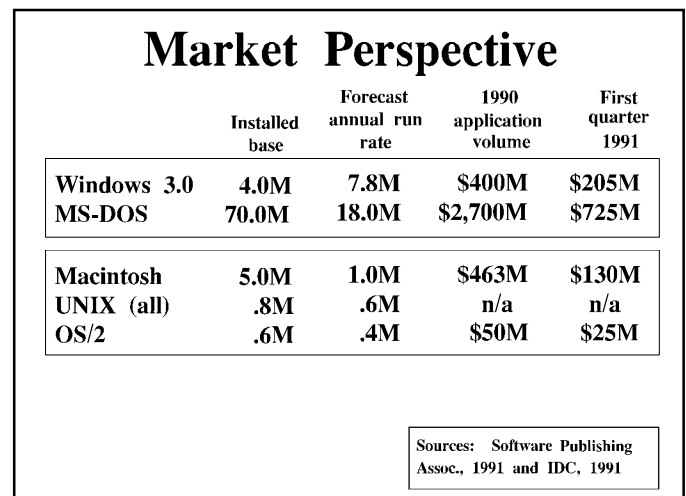 Market Perspective
Installed base Forecast annual run rate 1990 application volume First quarter 1991
Windows 3.0 4.0M 7.8M $400M $205M
MS-DOS 70.0M 18.0M $2,700M $725M
Macintosh 5.0M 1.0M $463M $130M
UNIX (all) .8M .6M n/a n/a
OS/2 .6M .4M $50M $25M
Sources: Software Publishing
Assoc., 1991 and IDC, 1991